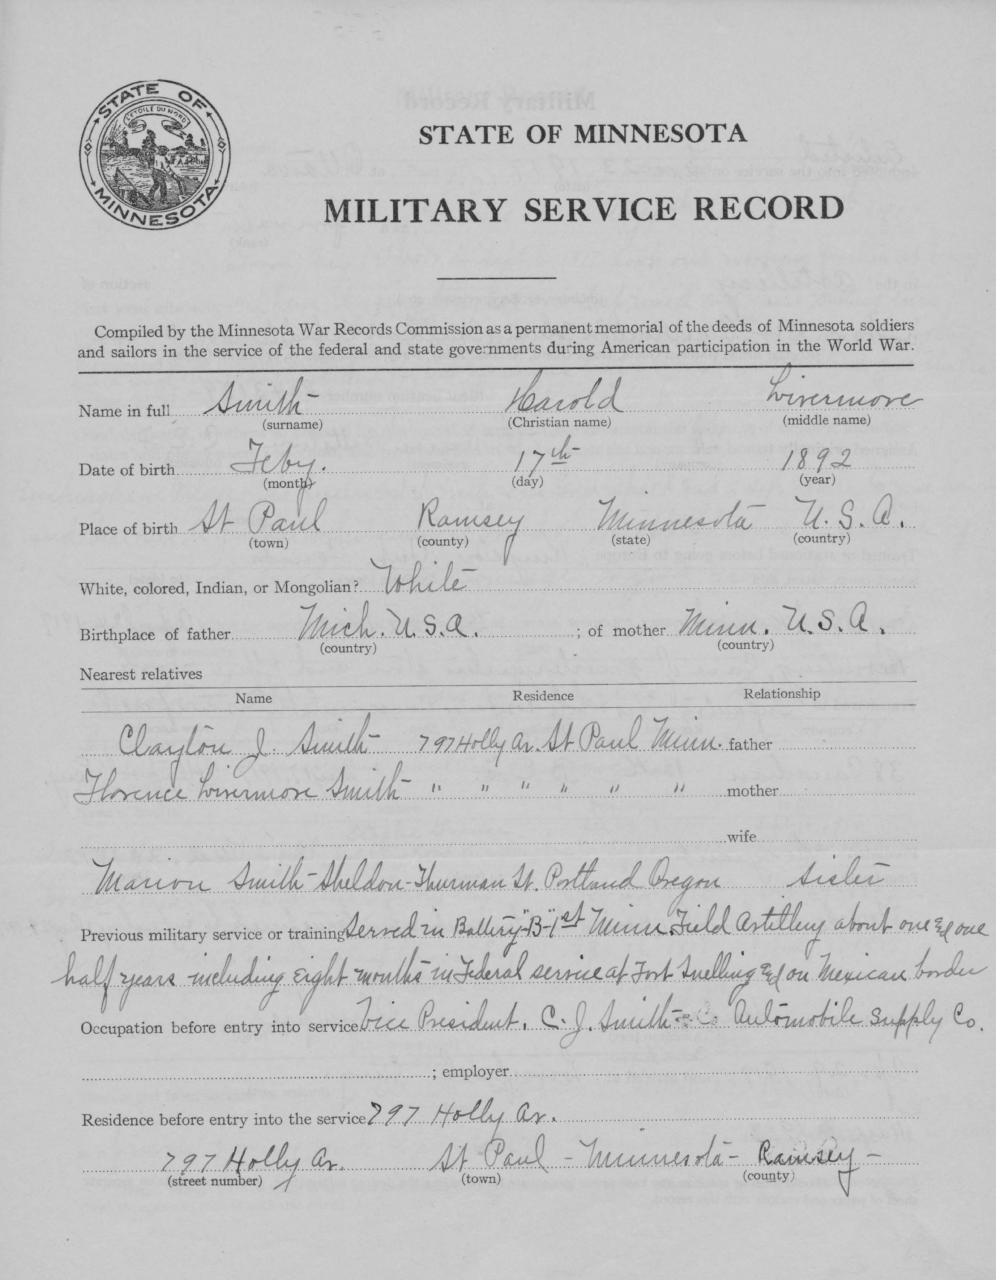 STATE OF MINNESOTA
L'ETOILE DU NORD
STATE OF MINNESOTA
MILITARY SERVICE RECORD
Compiled by the Minnesota War Records Commission as a permanent memorial of the deeds of Minnesota soldiers
and sailors in the service of the federal and state governments during American participation in the World War.
Name in full Smith Harold Livermore
(surname) (Christian name) (middle name)
Date of birth Feby. 17th 1892
(month) (day) (year)
Place of birth St Paul Ramsey Minnesota U.S.A.
(town) (county) (state) (country)
White, colored, Indian, or Mongolian? White
Birthplace of father Mich. U.S.A. ; of mother Minn. U.S.A.
(country) (country)
Nearest relatives
Name Residence Relationship
Clayton J. Smith 797 Holly Av. St Paul Minn. father
Florence Livermore Smith " " " " " " mother
wife
Marion Smith-Sheldon-Thurman St. Portland Oregon sister
Previous military service or training Served in Battery "B" 1st Minn Field Artillery about one & one
half years including eight months in Federal service at Fort Snelling & on Mexican border
Occupation before entry into service Vice President. C. J. Smith & Co Automobile Supply Co.
; employer
Residence before entry into the service 797 Holly Av.
797 Holly Av. St Paul - Minnesota - Ramsey -
(street number) (town) (county)